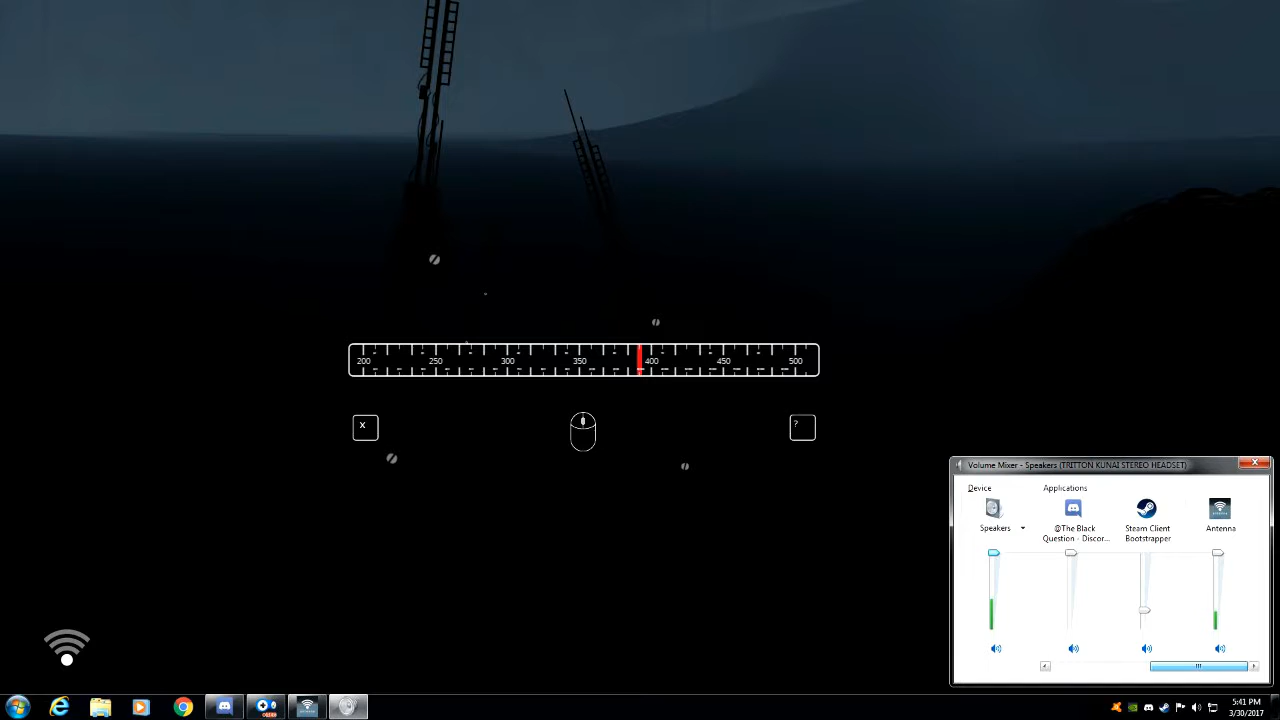 200 250 300 350 400 450 500
X ?
Volume Mixer - Speakers (TRITTON KUNAI STEREO HEADSET)
X
Device Applications
Speakers
@The Black
Question - Discor...
Steam Client
Bootstrapper
Antenna
5:41 PM
3/30/2017